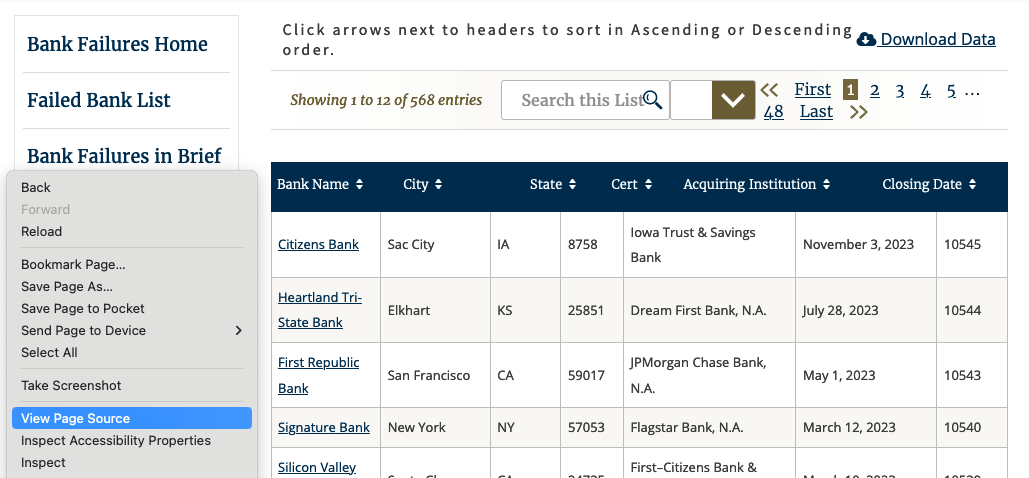 Bank Failures Home
Failed Bank List
Bank Failures in Brief
Back
Forward
Reload
Bookmark Page...
Save Page As...
Save Page to Pocket
Send Page to Device
Select All
Take Screenshot
View Page Source
Inspect Accessibility Properties
Inspect
Click arrows next to headers to sort in Ascending or Descending
order.
Download Data
Showing 1 to 12 of 568 entries
Search this List
<< First 1 2 3 4 5 ...
48 Last >>
Bank Name City State Cert Acquiring Institution Closing Date
Citizens Bank Sac City IA 8758 Iowa Trust & Savings
Bank November 3, 2023 10545
Heartland Tri-
State Bank Elkhart KS 25851 Dream First Bank, N.A. July 28, 2023 10544
First Republic
Bank San Francisco CA 59017 JPMorgan Chase Bank,
N.A. May 1, 2023 10543
Signature Bank New York NY 57053 Flagstar Bank, N.A. March 12, 2023 10540
Silicon Valley First–Citizens Bank &